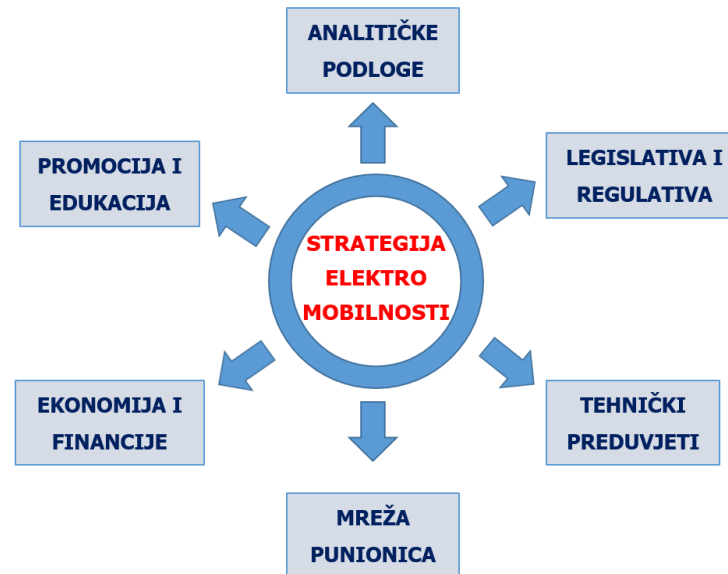 ANALITIČKE
PODLOGE
PROMOCIJA I
EDUKACIJA
LEGISLATIVA I
REGULATIVA
STRATEGIJA
ELEKTRO
MOBILNOSTI
EKONOMIJA I
FINANCIJE
TEHNIČKI
PREDUVJETI
MREŽA
PUNIONICA